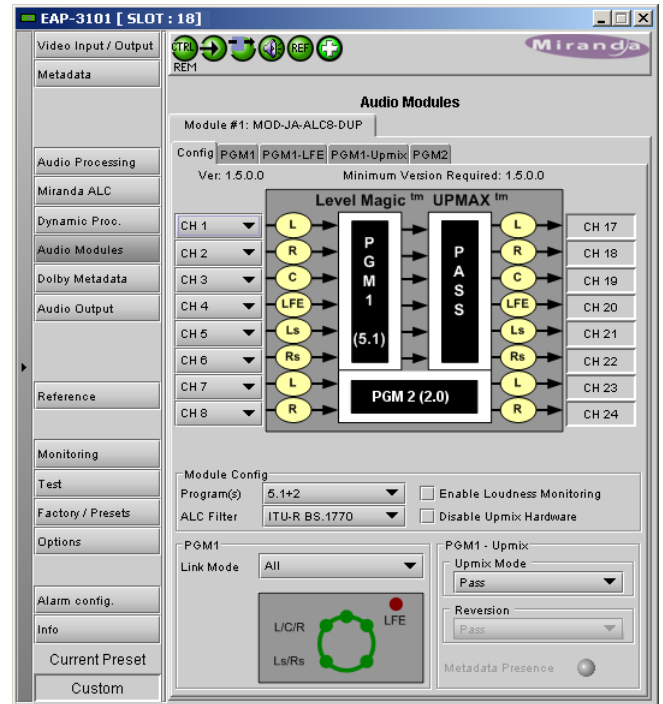 EAP-3101 [ SLOT : 18]
CTRL REF
REM
Miranda
Video Input / Output
Metadata
Audio Processing
Miranda ALC
Dynamic Proc.
Audio Modules
Dolby Metadata
Audio Output
Reference
Monitoring
Test
Factory / Presets
Options
Alarm config.
Info
Current Preset
Custom
Audio Modules
Module #1: MOD-JA-ALC8-DUP
Config PGM1 PGM1-LFE PGM1-Upmix PGM2
Ver: 1.5.0.0 Minimum Version Required: 1.5.0.0
Level Magic tm UPMAX tm
CH 1 L L CH 17
CH 2 R R CH 18
CH 3 C C CH 19
CH 4 LFE LFE CH 20
CH 5 Ls Ls CH 21
CH 6 Rs Rs CH 22
CH 7 L L CH 23
CH 8 R R CH 24
PGM1
(5.1)
PASS
PGM 2 (2.0)
Module Config
Program(s) 5.1+2 Enable Loudness Monitoring
ALC Filter ITU-R BS.1770 Disable Upmix Hardware
PGM1
Link Mode All
L/C/R LFE
Ls/Rs
PGM1 - Upmix
Upmix Mode
Pass
Reversion
Pass
Metadata Presence